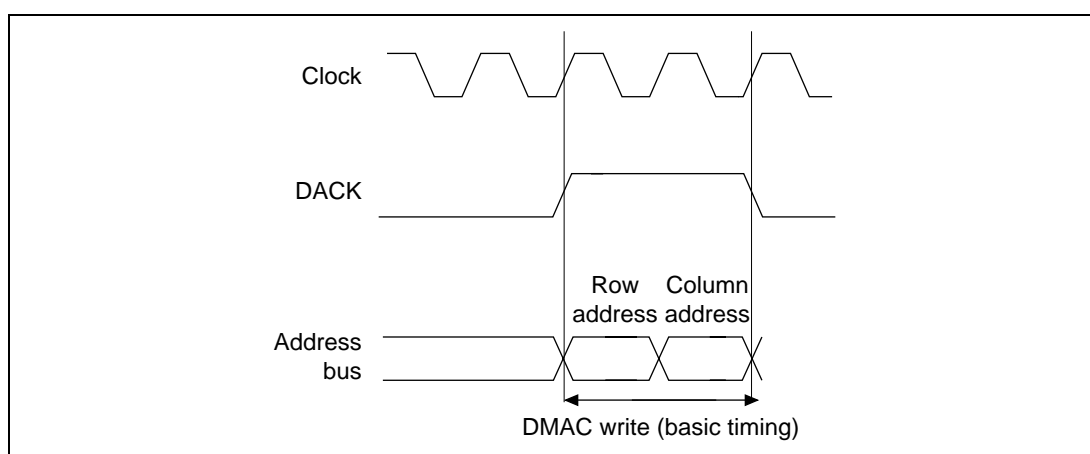 Clock
DACK
Row Column
address address
Address
bus
DMAC write (basic timing)